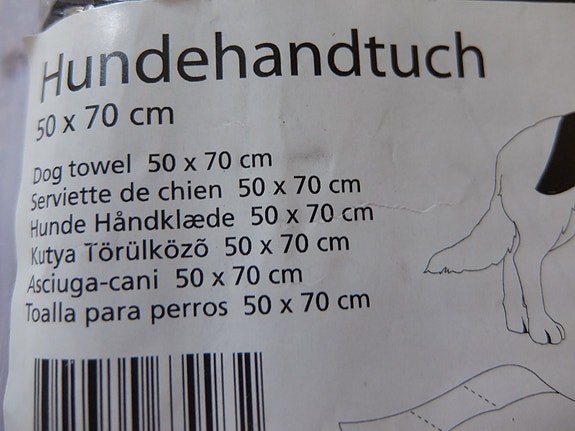 Hundehandtuch
50 x 70 cm
Dog towel 50 x 70 cm
Serviette de chien 50 x 70 cm
Hunde Håndklæde 50 x 70 cm
Kutya Törülközõ 50 x 70 cm
Asciuga-cani 50 x 70 cm
Toalla para perros 50 x 70 cm